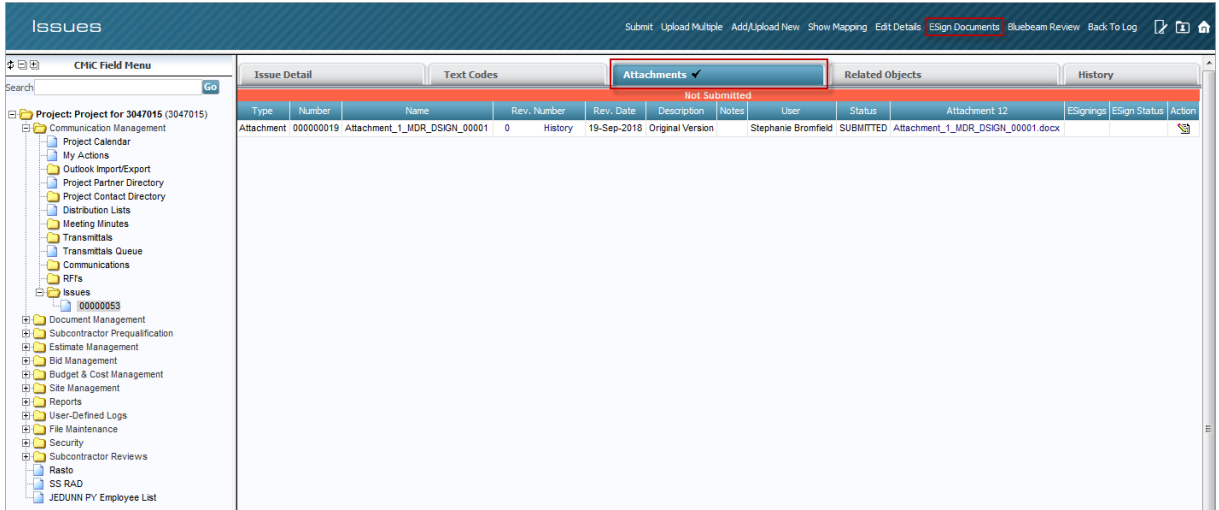 Issues
Submit Upload Multiple Add/Upload New Show Mapping Edit Details ESign Documents Bluebeam Review Back To Log
CMiC Field Menu
Search Go
Project: Project for 3047015 (3047015)
Communication Management
Project Calendar
My Actions
Outlook Import/Export
Project Partner Directory
Project Contact Directory
Distribution Lists
Meeting Minutes
Transmittals
Transmittals Queue
Communications
RFI's
Issues
00000053
Document Management
Subcontractor Prequalification
Estimate Management
Bid Management
Budget & Cost Management
Site Management
Reports
User-Defined Logs
File Maintenance
Security
Subcontractor Reviews
Rasto
SS RAD
JEDUNN PY Employee List
Issue Detail Text Codes Attachments ✔ Related Objects History
Not Submitted
Type Number Name Rev. Number Rev. Date Description Notes User Status Attachment 12 ESignings ESign Status Action
Attachment 000000019 Attachment_1_MDR_DSIGN_00001 0 History 19-Sep-2018 Original Version Stephanie Bromfield SUBMITTED Attachment_1_MDR_DSIGN_00001.docx